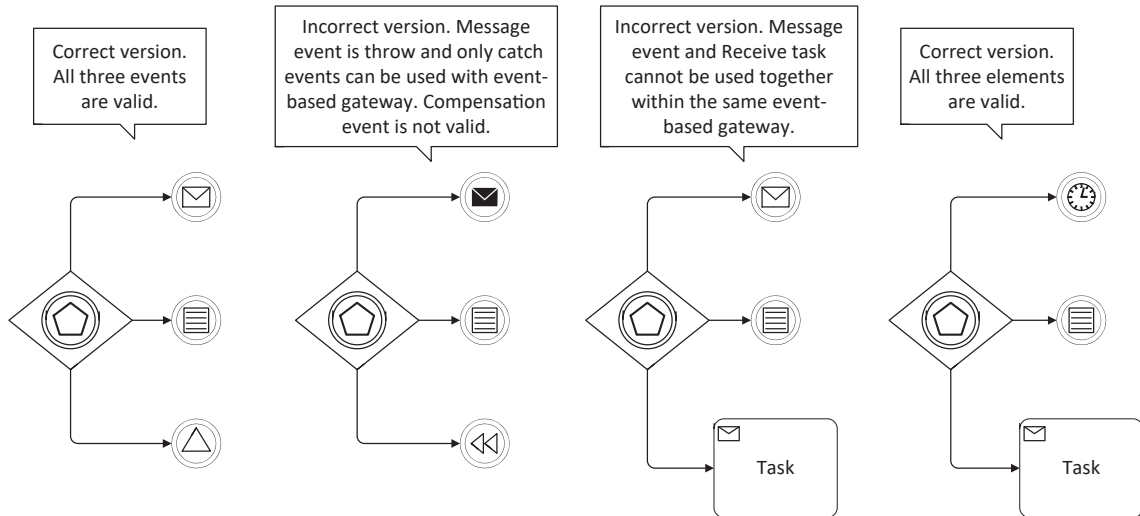 Correct version.
All three events
are valid.
Incorrect version. Message
event is throw and only catch
events can be used with event-
based gateway. Compensation
event is not valid.
Incorrect version. Message
event and Receive task
cannot be used together
within the same event-
based gateway.
Correct version.
All three elements
are valid.
Task
Task